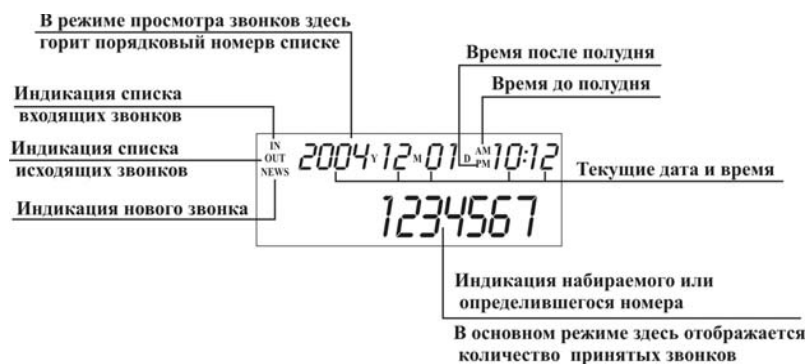 В режиме просмотра звонков здесь
горит порядковый номерв списке
Время после полудня
Время до полудня
Индикация списка
входящих звонков
Индикация списка
исходящих звонков
Индикация нового звонка
IN
OUT
NEWS
2004 Y 12 M 01 D AM PM 10:12
Текущие дата и время
1234567
Индикация набираемого или
определившегося номера
В основном режиме здесь отображается
количество принятых звонков